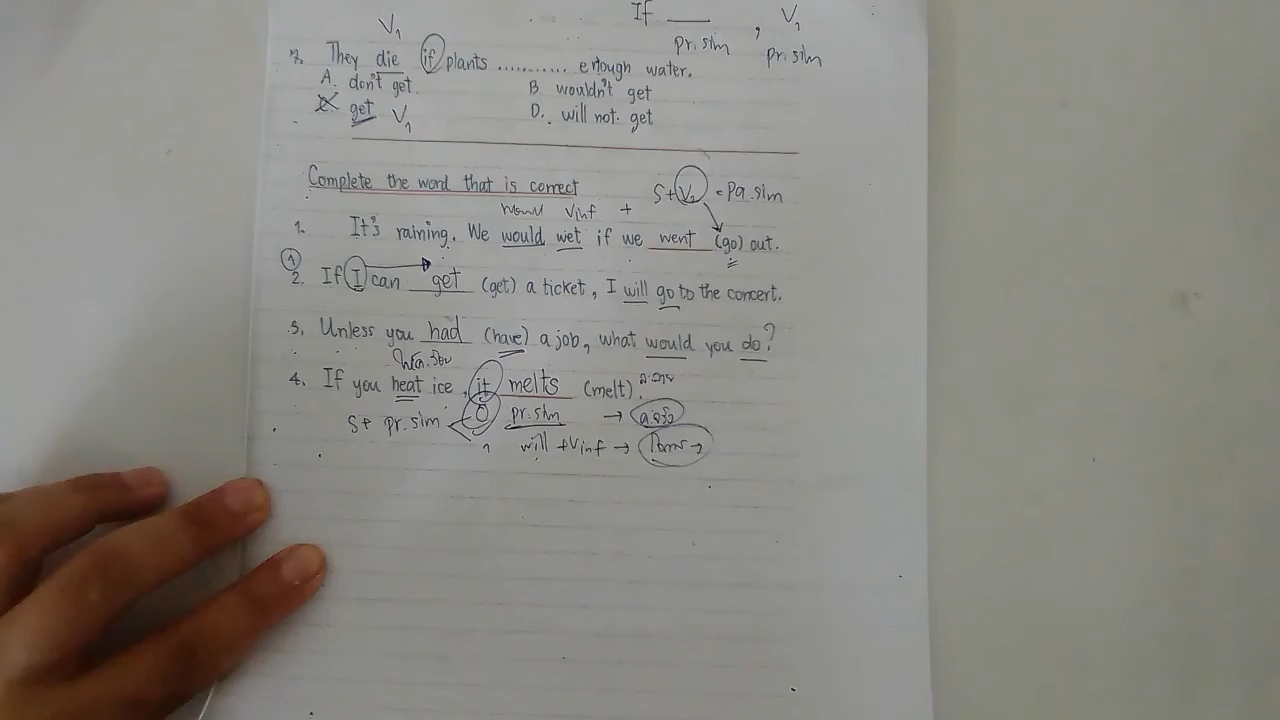 V₁ If ___ , V₁
pr.sim pr.sim
7. They die if plants ........... enough water.
A. don't get. B wouldn't get
get V₁ D. will not get
Complete the word that is correct
S+V₂ = Pa.sim
would Vinf +
1. It's raining. We would wet if we went (go) out.
1
2. If I can get (get) a ticket, I will go to the concert.
3. Unless you had (have) a job, what would you do?
4. If you heat ice, it melts (melt).
S+ pr.sim 0 pr.sim →
1 will +Vinf →